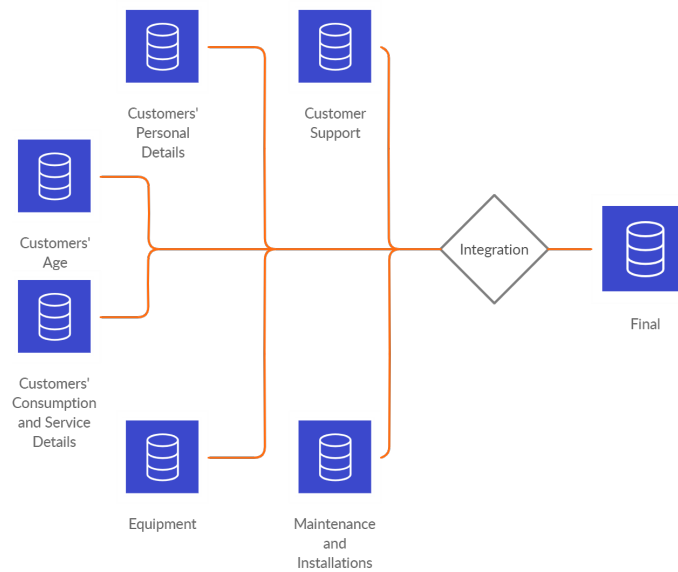 Customers'
Personal
Details
Customer
Support
Customers'
Age
Integration
Final
Customers'
Consumption
and Service
Details
Equipment
Maintenance
and
Installations